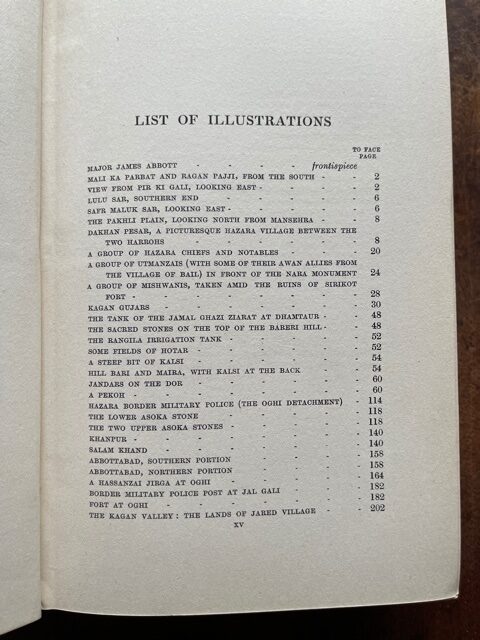 LIST OF ILLUSTRATIONS
TO FACE
PAGE
MAJOR JAMES ABBOTT - - - - frontispiece
MALI KA PARBAT AND RAGAN PAJJI, FROM THE SOUTH - - 2
VIEW FROM PIR KI GALI, LOOKING EAST - - - - 2
LULU SAR, SOUTHERN END - - - - - 6
SAFR MALUK SAR, LOOKING EAST - - - - - 6
THE PAKHLI PLAIN, LOOKING NORTH FROM MANSEHRA - - 8
DAKHAN PESAR, A PICTURESQUE HAZARA VILLAGE BETWEEN THE
TWO HARROHS - - - - - - 8
A GROUP OF HAZARA CHIEFS AND NOTABLES - - - - 20
A GROUP OF UTMANZAIS (WITH SOME OF THEIR AWAN ALLIES FROM
THE VILLAGE OF BAIL) IN FRONT OF THE NARA MONUMENT 24
A GROUP OF MISHWANIS, TAKEN AMID THE RUINS OF SIRIKOT
FORT - - - - - - - - 28
KAGAN GUJARS - - - - - - 30
THE TANK OF THE JAMAL GHAZI ZIARAT AT DHAMTAUR - - 48
THE SACRED STONES ON THE TOP OF THE BARERI HILL - - 48
THE RANGILA IRRIGATION TANK - - - - - 52
SOME FIELDS OF HOTAR - - - - - - 52
A STEEP BIT OF KALSI - - - - - - 54
HILL BARI AND MAIRA, WITH KALSI AT THE BACK - - - 54
JANDARS ON THE DOR - - - - - - 60
A PEKOH - - - - - - - - 60
HAZARA BORDER MILITARY POLICE (THE OGHI DETACHMENT) - 114
THE LOWER ASOKA STONE - - - - - 118
THE TWO UPPER ASOKA STONES - - - - - 118
KHANPUR - - - - - - - - 140
SALAM KHAND - - - - - - - 140
ABBOTTABAD, SOUTHERN PORTION - - - - - 158
ABBOTTABAD, NORTHERN PORTION - - - - - 158
A HASSANZAI JIRGA AT OGHI - - - - - 164
BORDER MILITARY POLICE POST AT JAL GALI - - - 182
FORT AT OGHI - - - - - - - 182
THE KAGAN VALLEY: THE LANDS OF JARED VILLAGE - - 202
XV